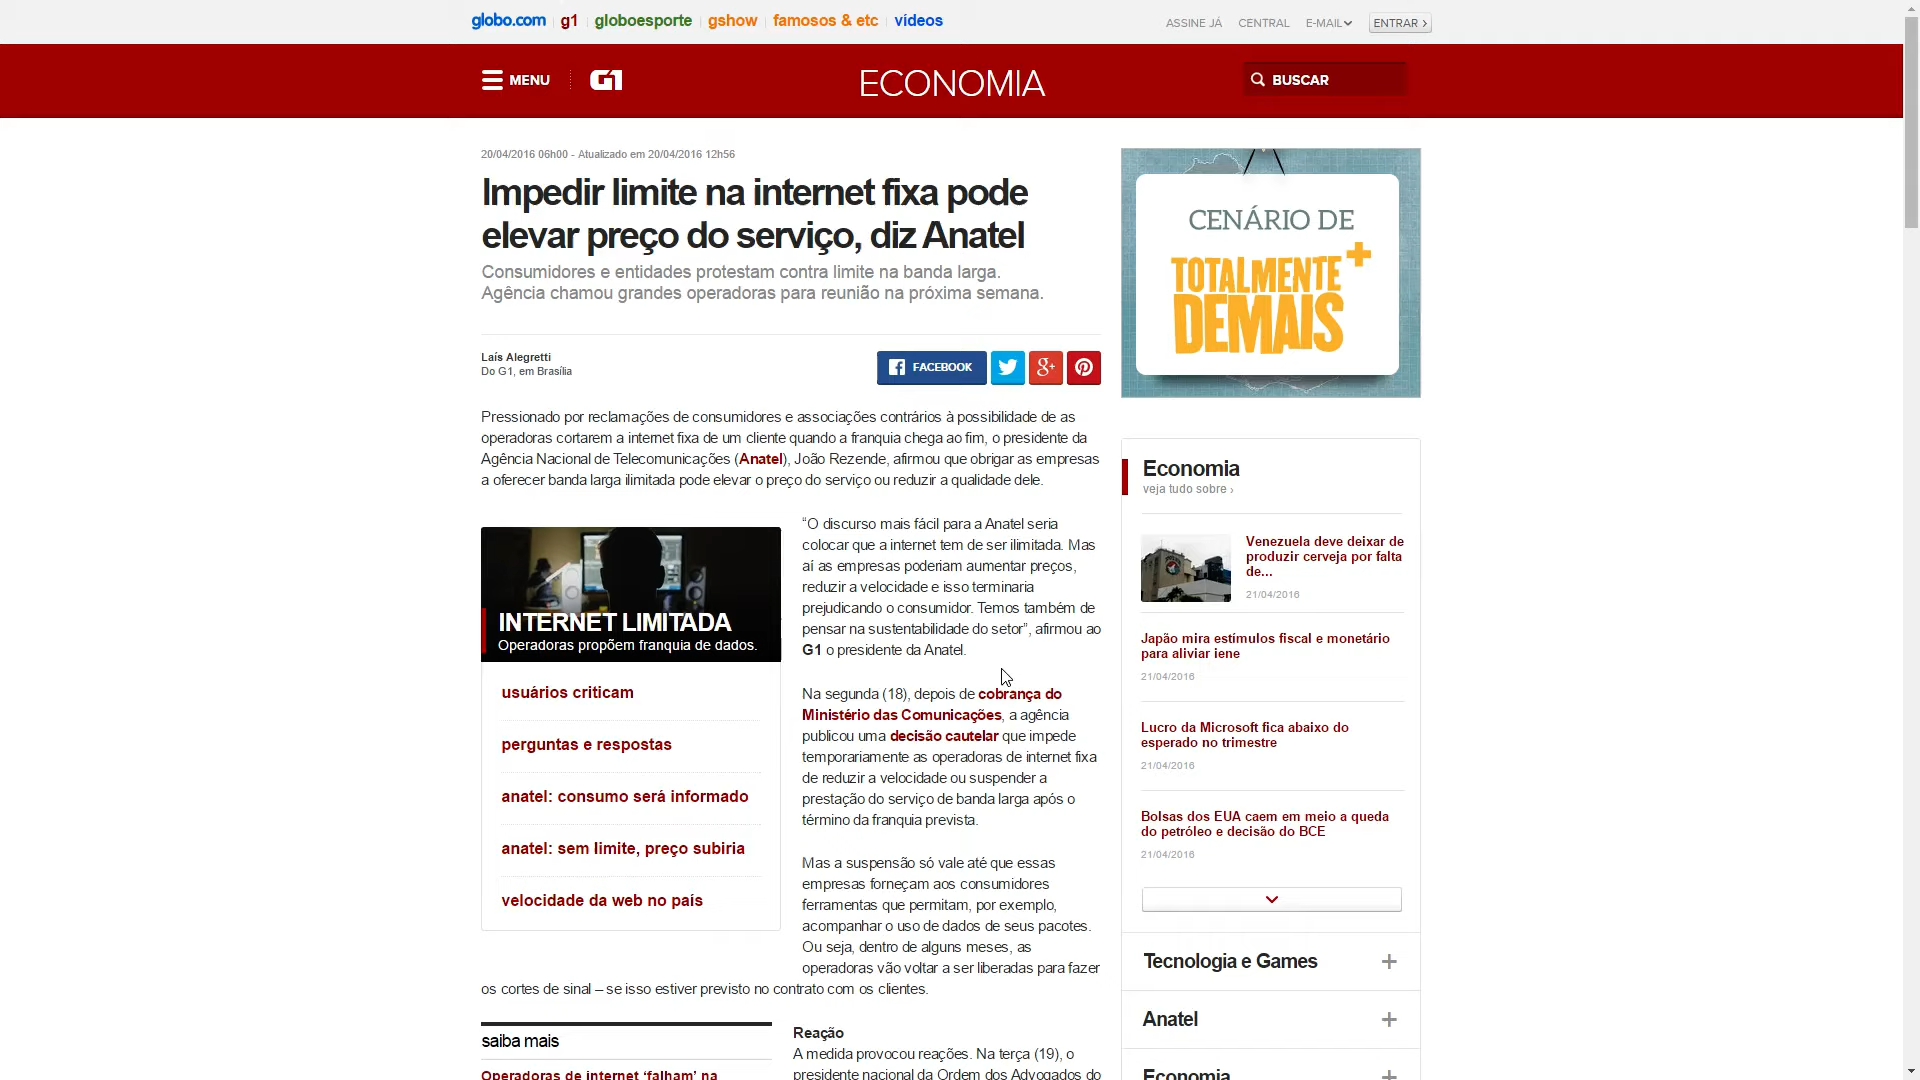 globo.com g1 globoesporte gshow famosos & etc vídeos
ASSINE JÁ CENTRAL E-MAIL ENTRAR ›
MENU G1 ECONOMIA BUSCAR
20/04/2016 06h00 - Atualizado em 20/04/2016 12h56
Impedir limite na internet fixa pode
elevar preço do serviço, diz Anatel
Consumidores e entidades protestam contra limite na banda larga.
Agência chamou grandes operadoras para reunião na próxima semana.
Laís Alegretti
Do G1, em Brasília
FACEBOOK
g+
Pressionado por reclamações de consumidores e associações contrários à possibilidade de as
operadoras cortarem a internet fixa de um cliente quando a franquia chega ao fim, o presidente da
Agência Nacional de Telecomunicações (Anatel), João Rezende, afirmou que obrigar as empresas
a oferecer banda larga ilimitada pode elevar o preço do serviço ou reduzir a qualidade dele.
INTERNET LIMITADA
Operadoras propõem franquia de dados.
usuários criticam
perguntas e respostas
anatel: consumo será informado
anatel: sem limite, preço subiria
velocidade da web no país
“O discurso mais fácil para a Anatel seria
colocar que a internet tem de ser ilimitada. Mas
aí as empresas poderiam aumentar preços,
reduzir a velocidade e isso terminaria
prejudicando o consumidor. Temos também de
pensar na sustentabilidade do setor”, afirmou ao
G1 o presidente da Anatel.
Na segunda (18), depois de cobrança do
Ministério das Comunicações, a agência
publicou uma decisão cautelar que impede
temporariamente as operadoras de internet fixa
de reduzir a velocidade ou suspender a
prestação do serviço de banda larga após o
término da franquia prevista.
Mas a suspensão só vale até que essas
empresas forneçam aos consumidores
ferramentas que permitam, por exemplo,
acompanhar o uso de dados de seus pacotes.
Ou seja, dentro de alguns meses, as
operadoras vão voltar a ser liberadas para fazer
os cortes de sinal – se isso estiver previsto no contrato com os clientes.
saiba mais
Operadoras de internet ‘falham’ na
Reação
A medida provocou reações. Na terça (19), o
presidente nacional da Ordem dos Advogados do
CENÁRIO DE
TOTALMENTE +
DEMAIS
Economia
veja tudo sobre ›
Venezuela deve deixar de
produzir cerveja por falta
de...
21/04/2016
Japão mira estímulos fiscal e monetário
para aliviar iene
21/04/2016
Lucro da Microsoft fica abaixo do
esperado no trimestre
21/04/2016
Bolsas dos EUA caem em meio a queda
do petróleo e decisão do BCE
21/04/2016
Tecnologia e Games +
Anatel +
Economia +